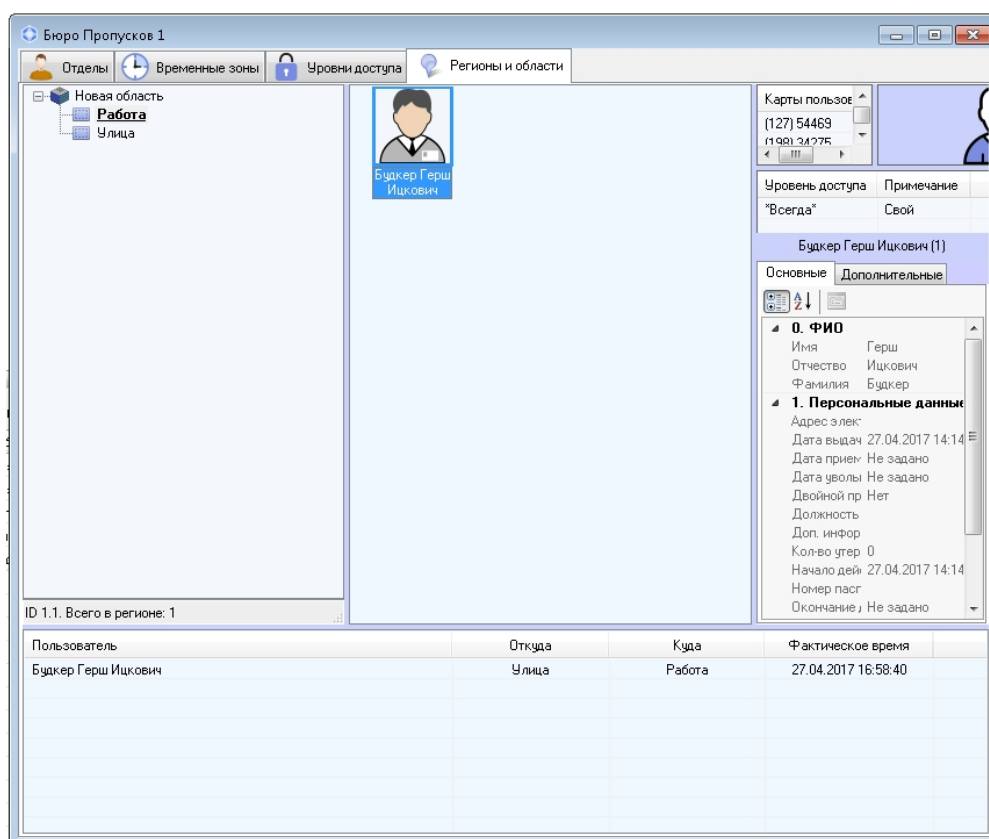 Бюро Пропусков 1
Отделы Временные зоны Уровни доступа Регионы и области
Новая область
Работа
Улица
Будкер Герш
Ицкович
Карты пользов
(127) 54469
(198) 34275
Уровень доступа Примечание
*Всегда* Свой
Будкер Герш Ицкович (1)
Основные Дополнительные
0. ФИО
Имя Герш
Отчество Ицкович
Фамилия Будкер
1. Персональные данные
Адрес элект
Дата выдач 27.04.2017 14:14
Дата прием Не задано
Дата уволы Не задано
Двойной пр Нет
Должность
Доп. инфор
Кол-во утер 0
Начало дей 27.04.2017 14:14
Номер пасп
Окончание Не задано
ID 1.1. Всего в регионе: 1
Пользователь Откуда Куда Фактическое время
Будкер Герш Ицкович Улица Работа 27.04.2017 16:58:40